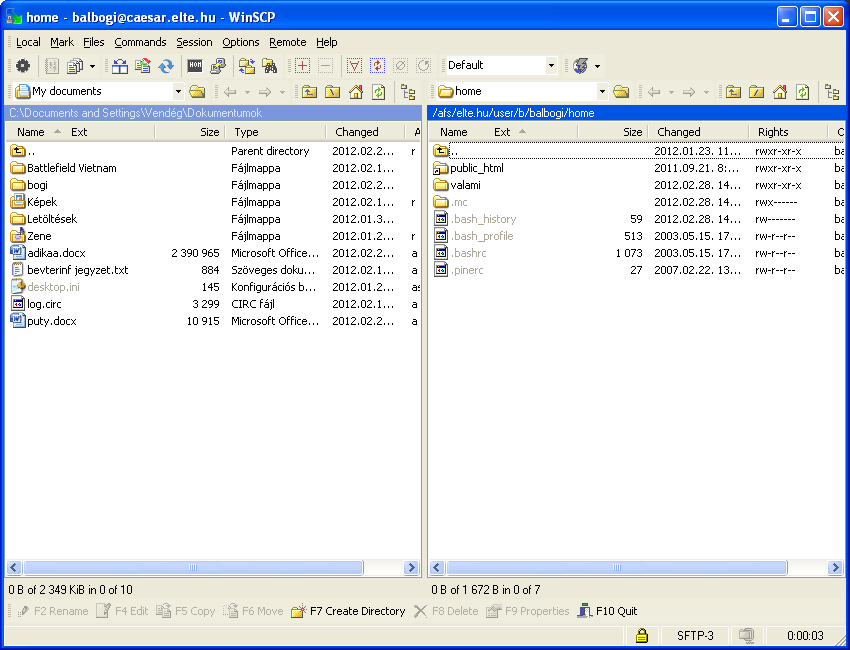 home - balbogi@caesar.elte.hu - WinSCP
Local Mark Files Commands Session Options Remote Help
Default
My documents
home
C:\Documents and Settings\Vendég\Dokumentumok
/afs/elte.hu/user/b/balbogi/home
Name Ext Size Type Changed A
Name Ext Size Changed Rights O
.. Parent directory 2012.02.2... r
.. 2012.01.23. 11... rwxr-xr-x ba
Battlefield Vietnam Fájlmappa 2012.02.1...
public_html 2011.09.21. 8:... rwxr-xr-x ba
bogi Fájlmappa 2012.02.1...
valami 2012.02.28. 14... rwxr-xr-x ba
Képek Fájlmappa 2012.02.1... r
.mc 2012.02.28. 14... rwx------ ba
Letöltések Fájlmappa 2012.01.3...
.bash_history 59 2012.02.28. 14... rw------- ba
Zene Fájlmappa 2012.01.2... r
.bash_profile 513 2003.05.15. 17... rw-r--r-- ba
adikaa.docx 2 390 965 Microsoft Office... 2012.02.2... a
.bashrc 1 073 2003.05.15. 17... rw-r--r-- ba
bevterinf jegyzet.txt 884 Szöveges doku... 2012.02.1... a
.pinerc 27 2007.02.22. 13... rw-r--r-- ba
desktop.ini 145 Konfigurációs b... 2012.01.2... as
log.circ 3 299 CIRC fájl 2012.02.2... a
puty.docx 10 915 Microsoft Office... 2012.02.2... a
0 B of 2 349 KiB in 0 of 10
0 B of 1 672 B in 0 of 7
F2 Rename F4 Edit F5 Copy F6 Move F7 Create Directory F8 Delete F9 Properties F10 Quit
SFTP-3 0:00:03